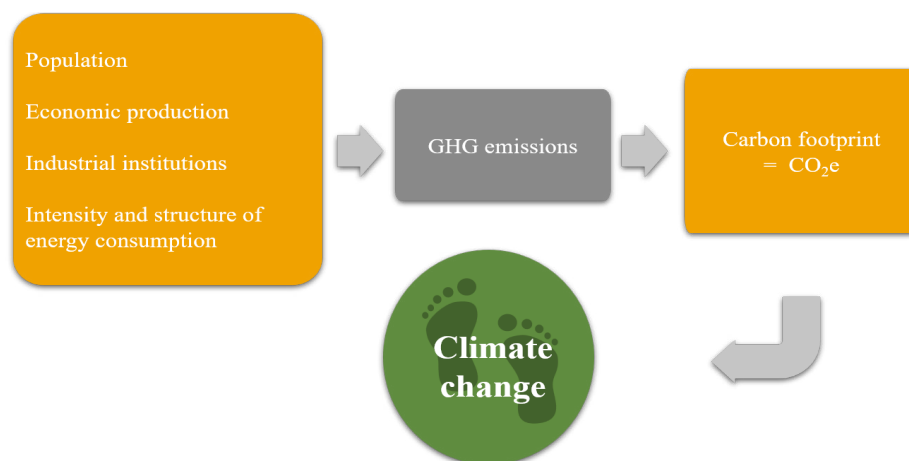 Population
Economic production
Industrial institutions
Intensity and structure of
energy consumption
GHG emissions
Carbon footprint
= CO₂e
Climate
change